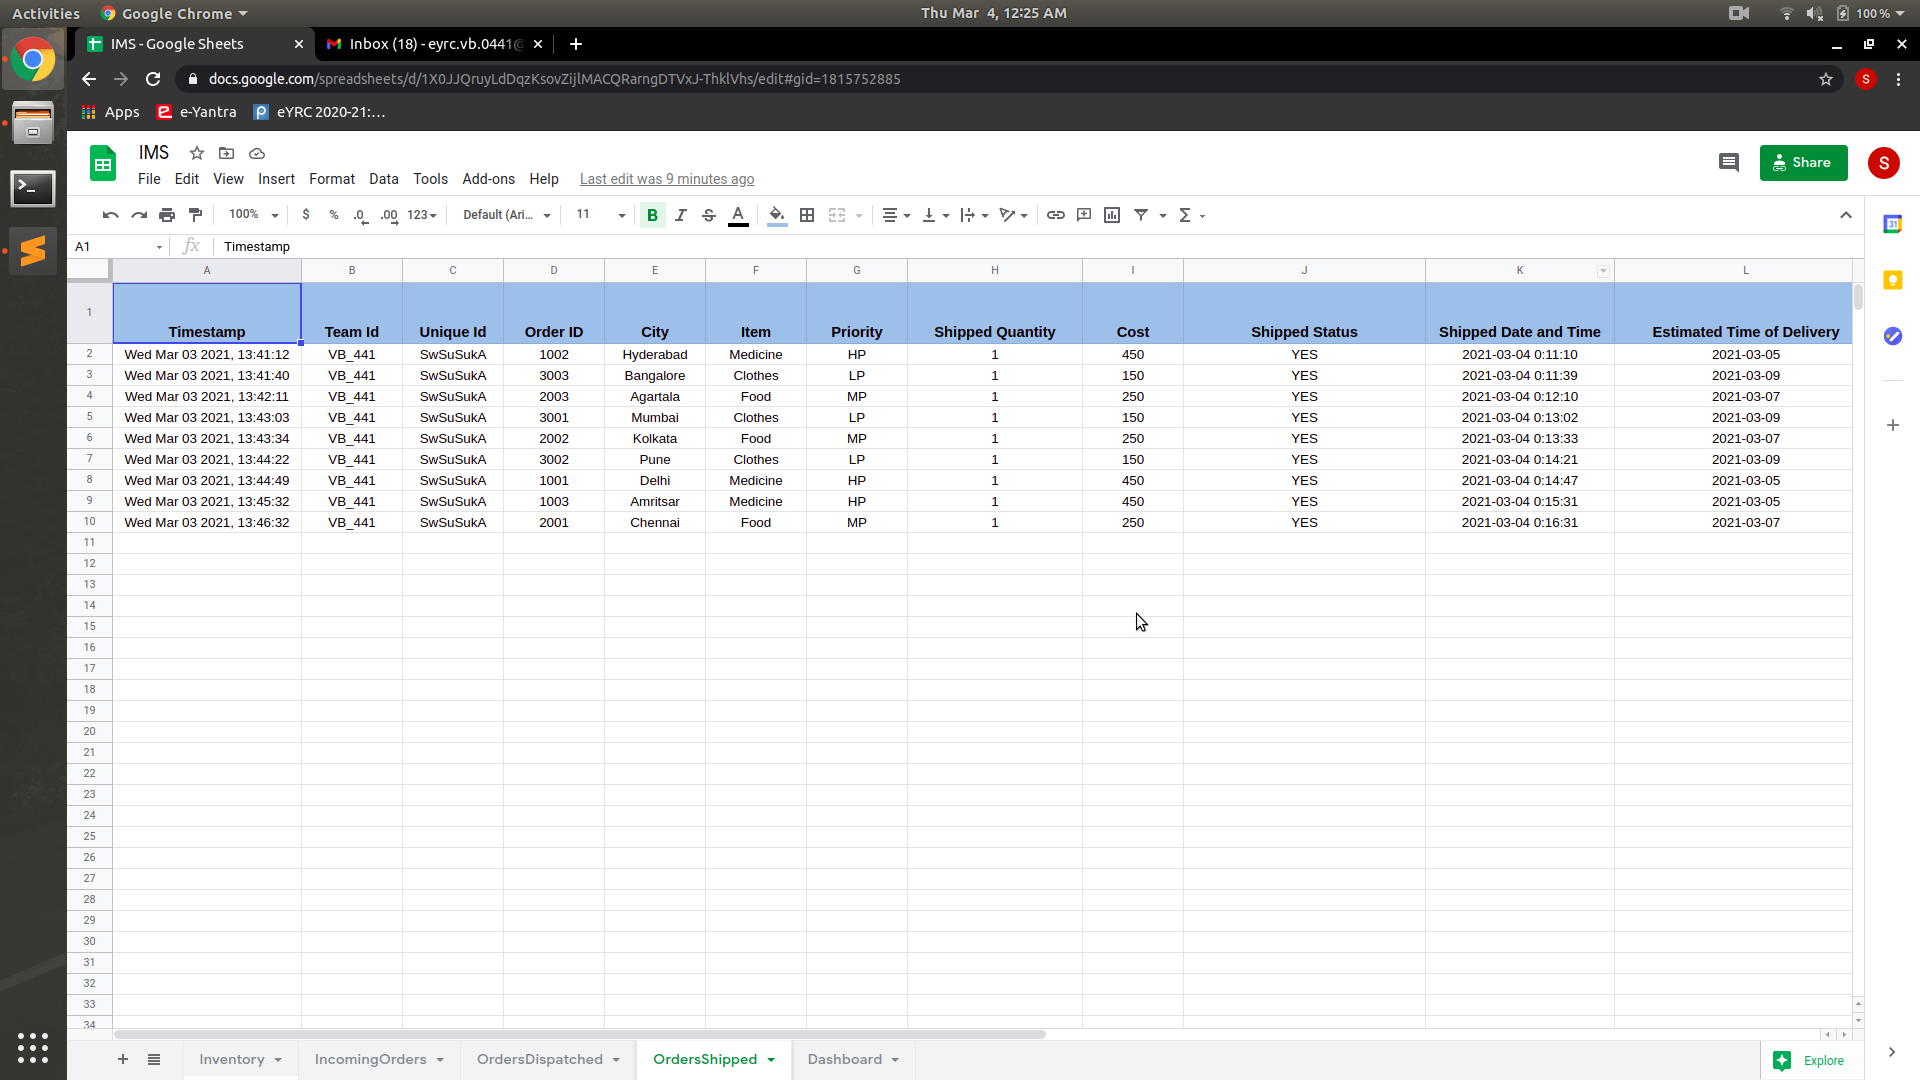 Activities Google Chrome Thu Mar 4, 12:25 AM 100 %
IMS - Google Sheets Inbox (18) - eyrc.vb.0441@
docs.google.com/spreadsheets/d/1X0JJQruyLdDqzKsovZijlMACQRarngDTVxJ-ThklVhs/edit#gid=1815752885 S
Apps e-Yantra eYRC 2020-21:...
IMS Share S
File Edit View Insert Format Data Tools Add-ons Help Last edit was 9 minutes ago
100% $ % .0 .00 123 Default (Ari... 11 B I S A
A1 fx Timestamp
A B C D E F G H I J K L
1 Timestamp Team Id Unique Id Order ID City Item Priority Shipped Quantity Cost Shipped Status Shipped Date and Time Estimated Time of Delivery
2 Wed Mar 03 2021, 13:41:12 VB_441 SwSuSukA 1002 Hyderabad Medicine HP 1 450 YES 2021-03-04 0:11:10 2021-03-05
3 Wed Mar 03 2021, 13:41:40 VB_441 SwSuSukA 3003 Bangalore Clothes LP 1 150 YES 2021-03-04 0:11:39 2021-03-09
4 Wed Mar 03 2021, 13:42:11 VB_441 SwSuSukA 2003 Agartala Food MP 1 250 YES 2021-03-04 0:12:10 2021-03-07
5 Wed Mar 03 2021, 13:43:03 VB_441 SwSuSukA 3001 Mumbai Clothes LP 1 150 YES 2021-03-04 0:13:02 2021-03-09
6 Wed Mar 03 2021, 13:43:34 VB_441 SwSuSukA 2002 Kolkata Food MP 1 250 YES 2021-03-04 0:13:33 2021-03-07
7 Wed Mar 03 2021, 13:44:22 VB_441 SwSuSukA 3002 Pune Clothes LP 1 150 YES 2021-03-04 0:14:21 2021-03-09
8 Wed Mar 03 2021, 13:44:49 VB_441 SwSuSukA 1001 Delhi Medicine HP 1 450 YES 2021-03-04 0:14:47 2021-03-05
9 Wed Mar 03 2021, 13:45:32 VB_441 SwSuSukA 1003 Amritsar Medicine HP 1 450 YES 2021-03-04 0:15:31 2021-03-05
10 Wed Mar 03 2021, 13:46:32 VB_441 SwSuSukA 2001 Chennai Food MP 1 250 YES 2021-03-04 0:16:31 2021-03-07
11
12
13
14
15
16
17
18
19
20
21
22
23
24
25
26
27
28
29
30
31
32
33
34
Inventory IncomingOrders OrdersDispatched OrdersShipped Dashboard Explore